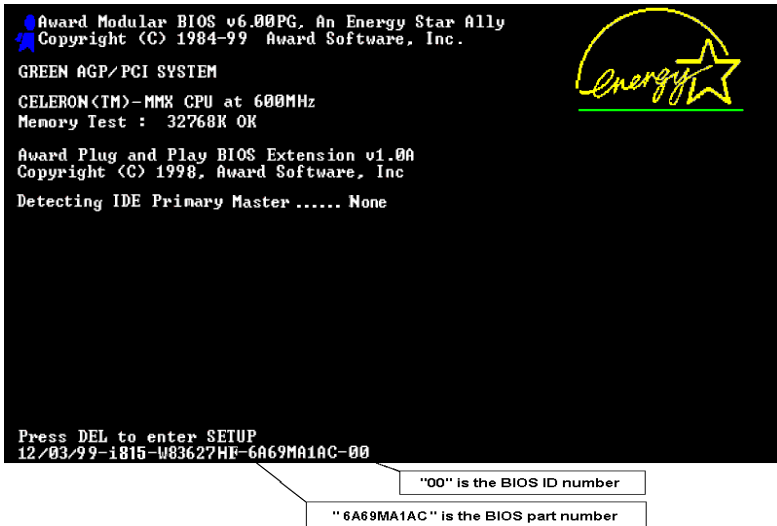 Award Modular BIOS v6.00PG, An Energy Star Ally
Copyright (C) 1984-99 Award Software, Inc.
energy
GREEN AGP/PCI SYSTEM
CELERON(TM)-MMX CPU at 600MHz
Memory Test : 32768K OK
Award Plug and Play BIOS Extension v1.0A
Copyright (C) 1998, Award Software, Inc
Detecting IDE Primary Master ...... None
Press DEL to enter SETUP
12/03/99-i815-W83627HF-6A69MA1AC-00
"00" is the BIOS ID number
"6A69MA1AC" is the BIOS part number